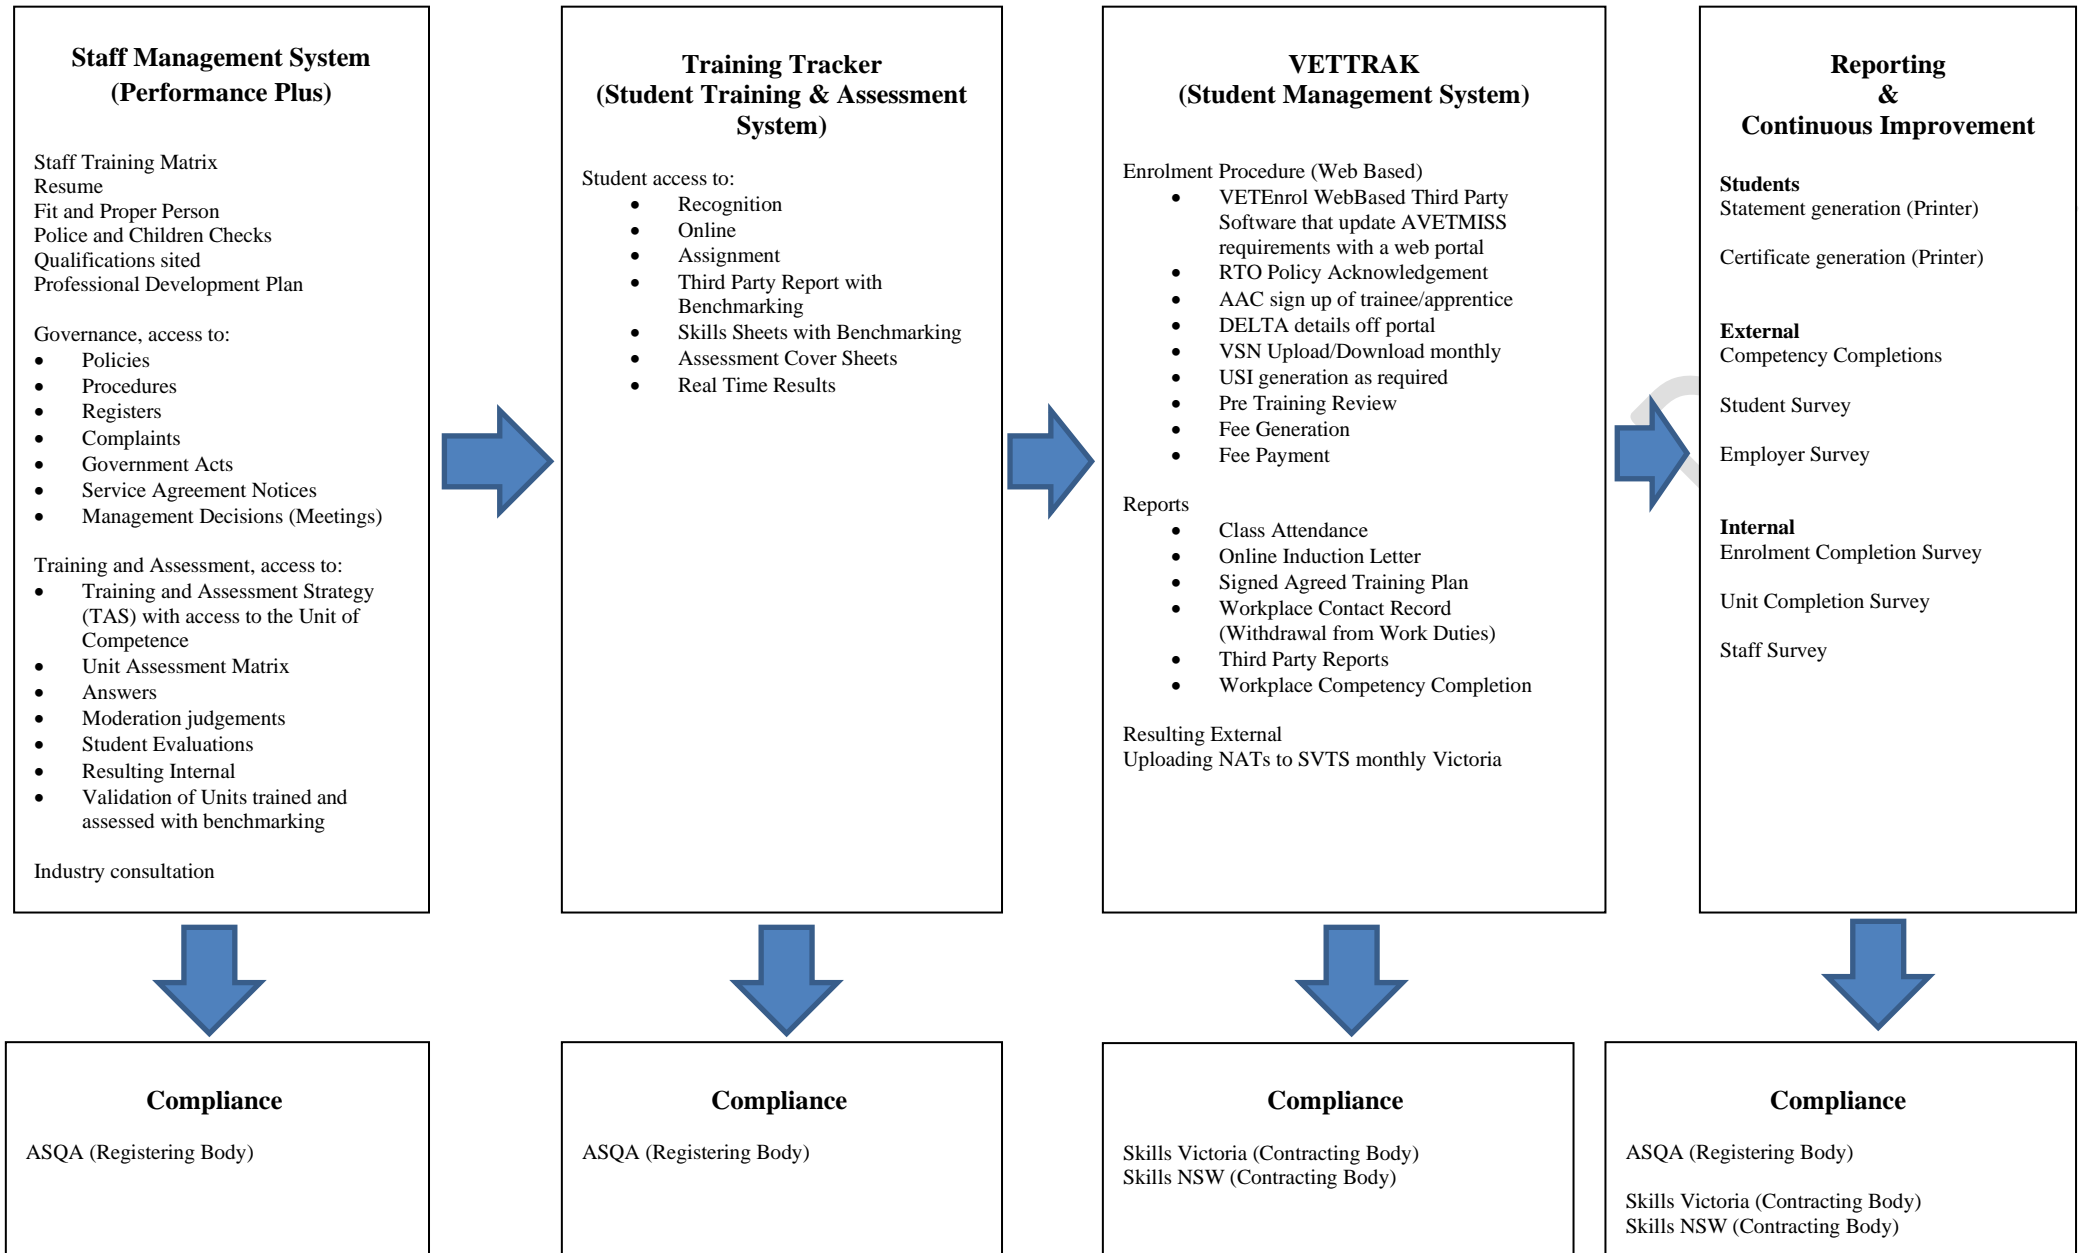 Staff Management System
(Performance Plus)
Staff Training Matrix
Resume
Fit and Proper Person
Police and Children Checks
Qualifications sited
Professional Development Plan
Governance, access to:
• Policies
• Procedures
• Registers
• Complaints
• Government Acts
• Service Agreement Notices
• Management Decisions (Meetings)
Training and Assessment, access to:
• Training and Assessment Strategy
(TAS) with access to the Unit of
Competence
• Unit Assessment Matrix
• Answers
• Moderation judgements
• Student Evaluations
• Resulting Internal
• Validation of Units trained and
assessed with benchmarking
Industry consultation
Training Tracker
(Student Training & Assessment
System)
Student access to:
• Recognition
• Online
• Assignment
• Third Party Report with
Benchmarking
• Skills Sheets with Benchmarking
• Assessment Cover Sheets
• Real Time Results
VETTRAK
(Student Management System)
Enrolment Procedure (Web Based)
• VETEnrol WebBased Third Party
Software that update AVETMISS
requirements with a web portal
• RTO Policy Acknowledgement
• AAC sign up of trainee/apprentice
• DELTA details off portal
• VSN Upload/Download monthly
• USI generation as required
• Pre Training Review
• Fee Generation
• Fee Payment
Reports
• Class Attendance
• Online Induction Letter
• Signed Agreed Training Plan
• Workplace Contact Record
(Withdrawal from Work Duties)
• Third Party Reports
• Workplace Competency Completion
Resulting External
Uploading NATs to SVTS monthly Victoria
Reporting
&
Continuous Improvement
Students
Statement generation (Printer)
Certificate generation (Printer)
External
Competency Completions
Student Survey
Employer Survey
Internal
Enrolment Completion Survey
Unit Completion Survey
Staff Survey
Compliance
ASQA (Registering Body)
Compliance
ASQA (Registering Body)
Compliance
Skills Victoria (Contracting Body)
Skills NSW (Contracting Body)
Compliance
ASQA (Registering Body)
Skills Victoria (Contracting Body)
Skills NSW (Contracting Body)